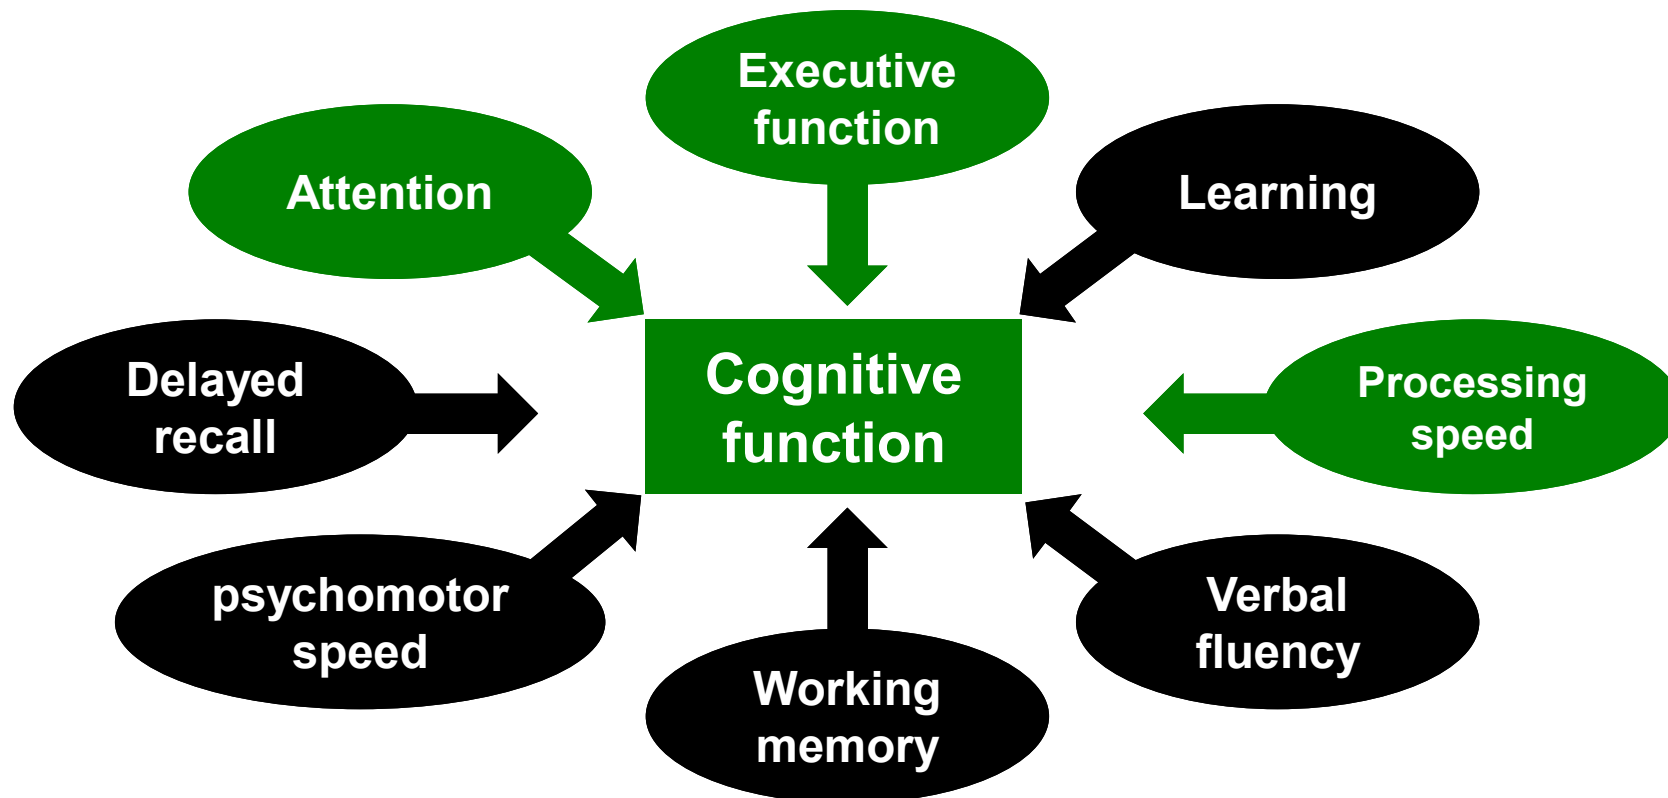 Executive
function
Attention
Learning
Delayed
recall
Cognitive
function
Processing
speed
psychomotor
speed
Verbal
fluency
Working
memory